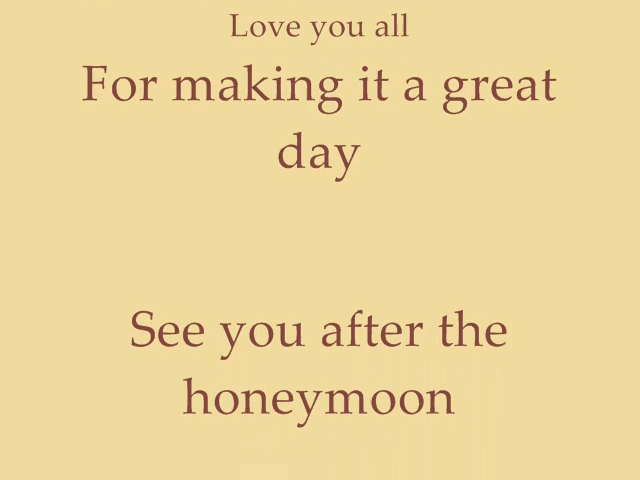 Love you all
For making it a great
day
See you after the
honeymoon